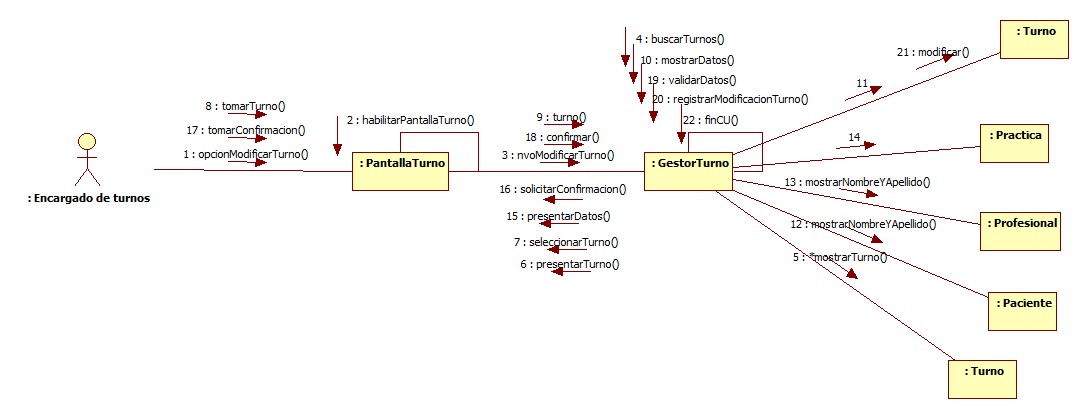 : Turno
4 : buscarTurnos()
21 : modificar()
10 : mostrarDatos()
19 : validarDatos()
11
20 : registrarModificacionTurno()
8 : tomarTurno()
2 : habilitarPantallaTurno()
9 : turno()
22 : finCU()
17 : tomarConfirmacion()
18 : confirmar()
14
: Practica
1 : opcionModificarTurno()
: PantallaTurno
3 : nvoModificarTurno()
: GestorTurno
: Encargado de turnos
16 : solicitarConfirmacion()
13 : mostrarNombreYApellido()
15 : presentarDatos()
12 : mostrarNombreYApellido()
: Profesional
7 : seleccionarTurno()
5 : *mostrarTurno()
6 : presentarTurno()
: Paciente
: Turno